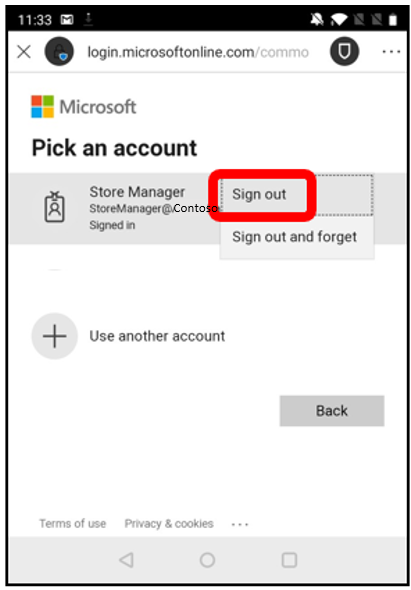 11:33
login.microsoftonline.com/commo
Microsoft
Pick an account
Store Manager
StoreManager@Contoso
Signed in
Sign out
Sign out and forget
Use another account
Back
Terms of use Privacy & cookies ...